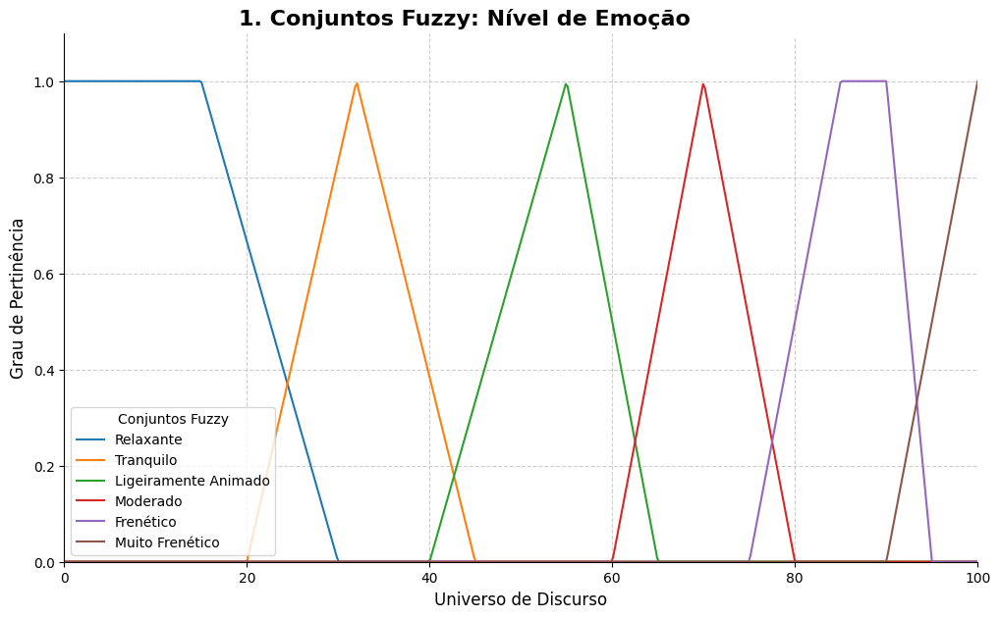 1. Conjuntos Fuzzy: Nível de Emoção
Grau de Pertinência
1.0
0.8
0.6
0.4
0.2
0.0
Conjuntos Fuzzy
Relaxante
Tranquilo
Ligeiramente Animado
Moderado
Frenético
Muito Frenético
0 20 40 60 80 100
Universo de Discurso